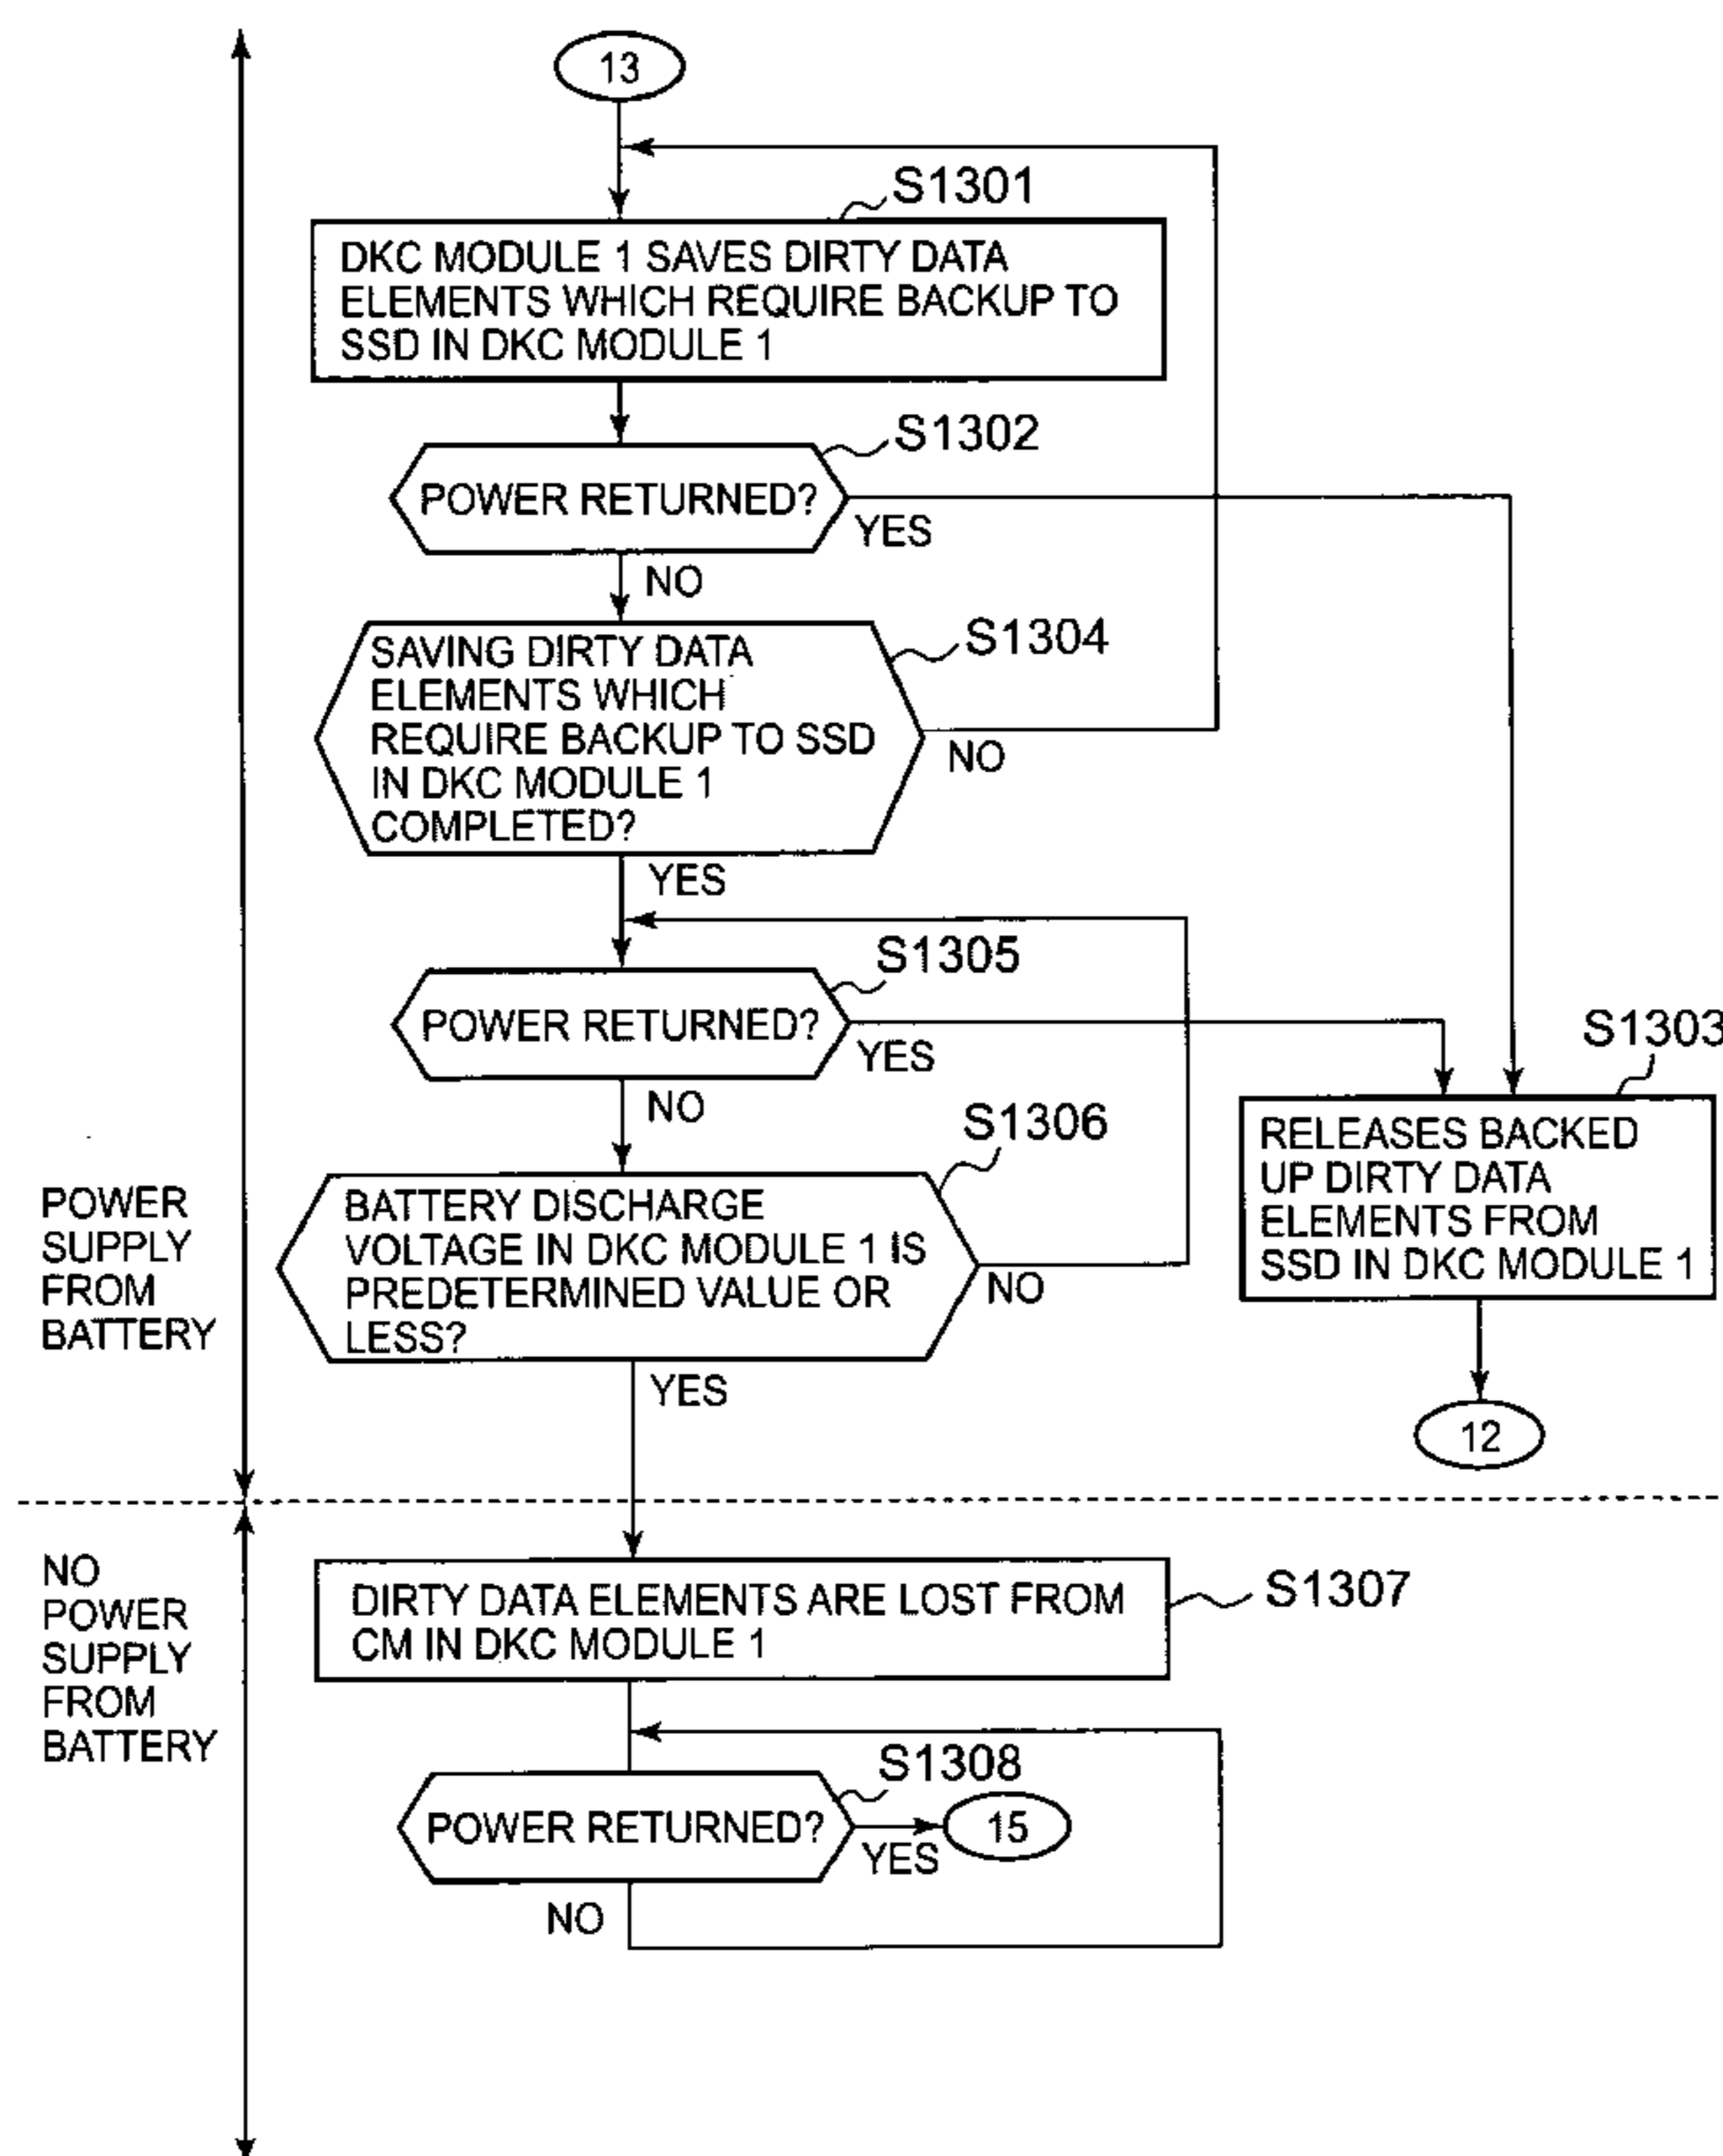 13
S1301
DKC MODULE 1 SAVES DIRTY DATA
ELEMENTS WHICH REQUIRE BACKUP TO
SSD IN DKC MODULE 1
S1302
POWER RETURNED?
YES
NO
S1304
SAVING DIRTY DATA
ELEMENTS WHICH
REQUIRE BACKUP TO SSD
IN DKC MODULE 1
COMPLETED?
NO
YES
S1305
POWER RETURNED?
YES
NO
S1303
RELEASES BACKED
UP DIRTY DATA
ELEMENTS FROM
SSD IN DKC MODULE 1
12
S1306
BATTERY DISCHARGE
VOLTAGE IN DKC MODULE 1 IS
PREDETERMINED VALUE OR
LESS?
NO
YES
POWER
SUPPLY
FROM
BATTERY
NO
POWER
SUPPLY
FROM
BATTERY
S1307
DIRTY DATA ELEMENTS ARE LOST FROM
CM IN DKC MODULE 1
S1308
POWER RETURNED?
YES
15
NO